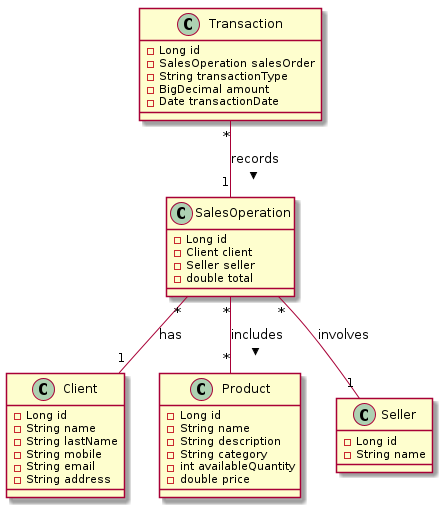 C Transaction
Long id
SalesOperation salesOrder
String transactionType
BigDecimal amount
Date transactionDate
*
records
1
C SalesOperation
Long id
Client client
Seller seller
double total
* * *
has includes involves
1 * 1
C Client
Long id
String name
String lastName
String mobile
String email
String address
C Product
Long id
String name
String description
String category
int availableQuantity
double price
C Seller
Long id
String name